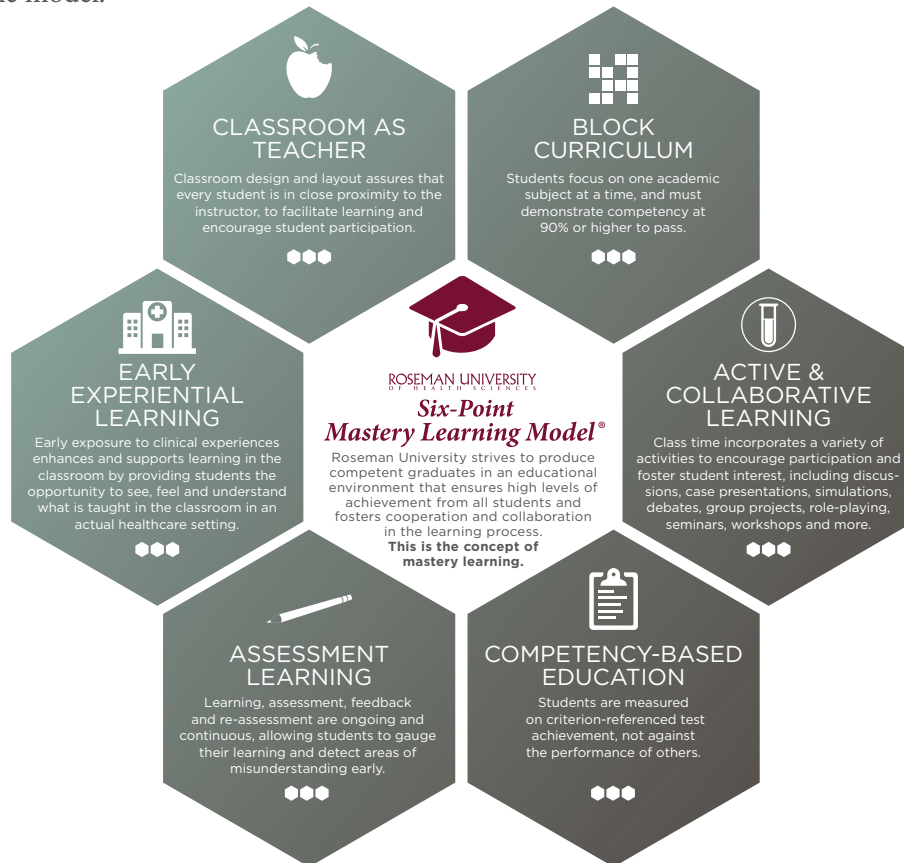 CLASSROOM AS
TEACHER
Classroom design and layout assures that
every student is in close proximity to the
instructor, to facilitate learning and
encourage student participation.
BLOCK
CURRICULUM
Students focus on one academic
subject at a time, and must
demonstrate competency at
90% or higher to pass.
EARLY
EXPERIENTIAL
LEARNING
Early exposure to clinical experiences
enhances and supports learning in the
classroom by providing students the
opportunity to see, feel and understand
what is taught in the classroom in an
actual healthcare setting.
ROSEMAN UNIVERSITY
OF HEALTH SCIENCES
Six-Point
Mastery Learning Model®
Roseman University strives to produce
competent graduates in an educational
environment that ensures high levels of
achievement from all students and
fosters cooperation and collaboration
in the learning process.
This is the concept of
mastery learning.
ACTIVE &
COLLABORATIVE
LEARNING
Class time incorporates a variety of
activities to encourage participation and
foster student interest, including discus-
sions, case presentations, simulations,
debates, group projects, role-playing,
seminars, workshops and more.
ASSESSMENT
LEARNING
Learning, assessment, feedback
and re-assessment are ongoing and
continuous, allowing students to gauge
their learning and detect areas of
misunderstanding early.
COMPETENCY-BASED
EDUCATION
Students are measured
on criterion-referenced test
achievement, not against
the performance of others.